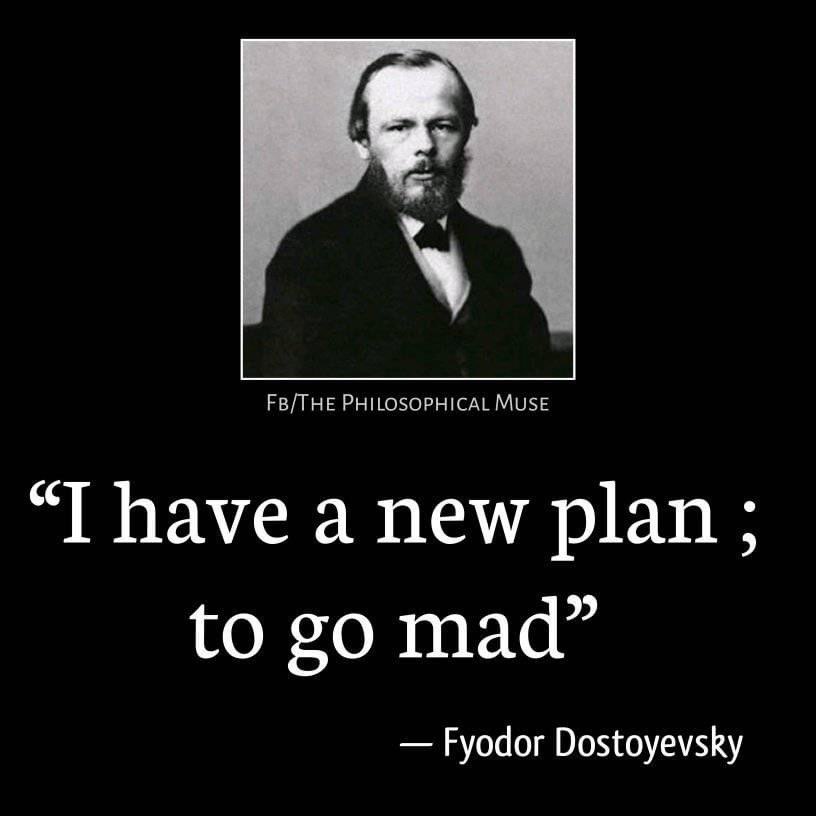 FB/THE PHILOSOPHICAL MUSE
“I have a new plan ;
to go mad”
— Fyodor Dostoyevsky